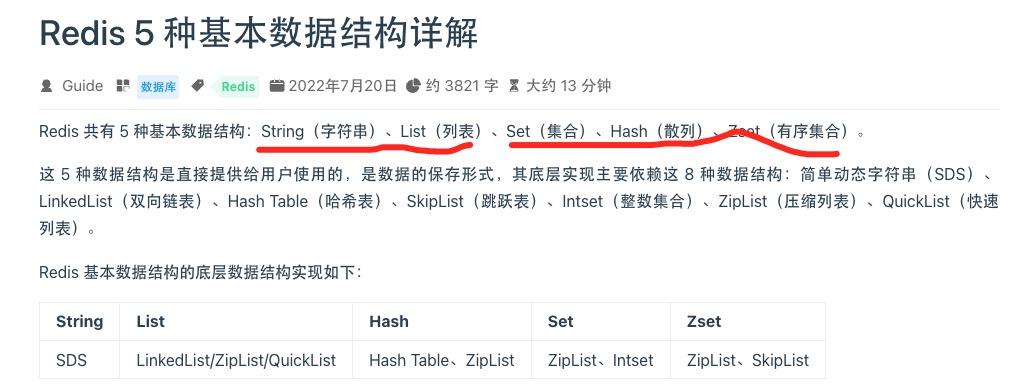 Redis 5 种基本数据结构详解
Guide 数据库 Redis 2022年7月20日 约 3821 字 大约 13 分钟
Redis 共有 5 种基本数据结构：String（字符串）、List（列表）、Set（集合）、Hash（散列）、Zset（有序集合）。
这 5 种数据结构是直接提供给用户使用的，是数据的保存形式，其底层实现主要依赖这 8 种数据结构：简单动态字符串（SDS）、
LinkedList（双向链表）、Hash Table（哈希表）、SkipList（跳跃表）、Intset（整数集合）、ZipList（压缩列表）、QuickList（快速
列表）。
Redis 基本数据结构的底层数据结构实现如下：
String List Hash Set Zset
SDS LinkedList/ZipList/QuickList Hash Table、ZipList ZipList、Intset ZipList、SkipList